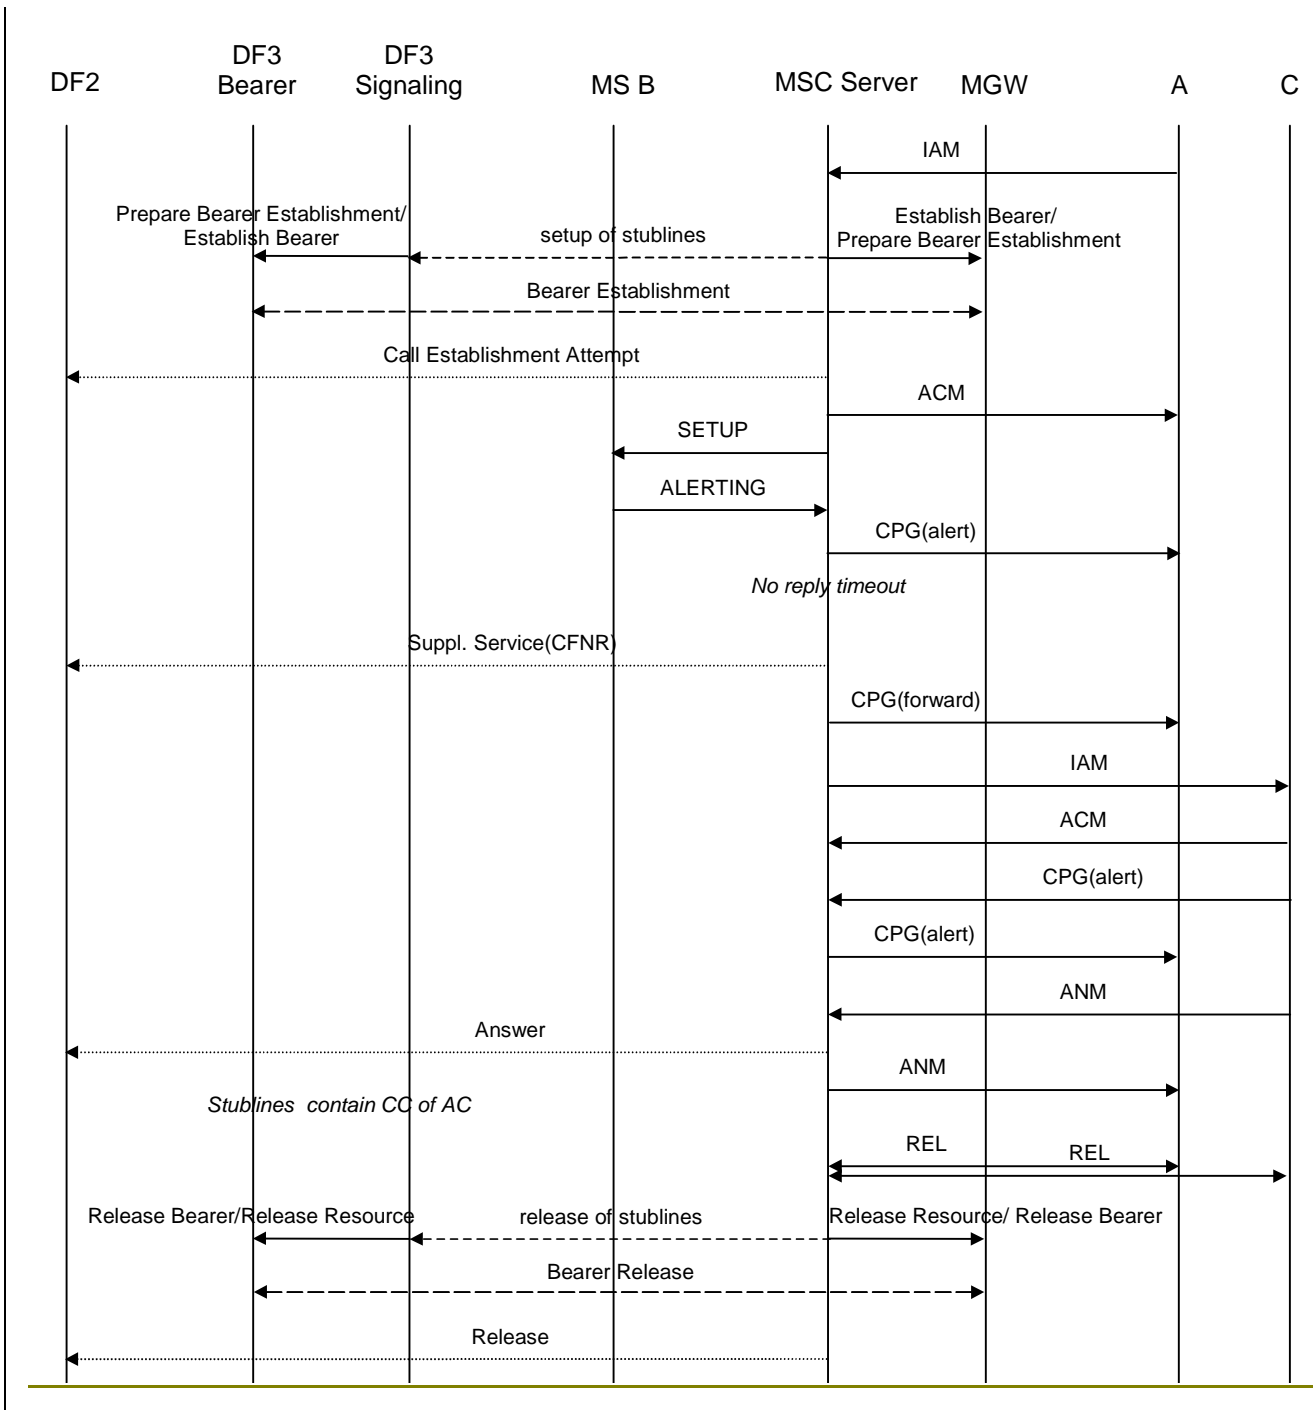 DF3
DF3
DF2
Bearer
Signaling
MS B
MSC Server
MGW
A
C
IAM
Prepare Bearer Establishment/
Establish Bearer
setup of stublines
Establish Bearer/
Prepare Bearer Establishment
Bearer Establishment
Call Establishment Attempt
ACM
SETUP
ALERTING
CPG(alert)
No reply timeout
Suppl. Service(CFNR)
CPG(forward)
IAM
ACM
CPG(alert)
CPG(alert)
ANM
Answer
ANM
Stublines contain CC of AC
REL
REL
Release Bearer/Release Resource
release of stublines
Release Resource/ Release Bearer
Bearer Release
Release